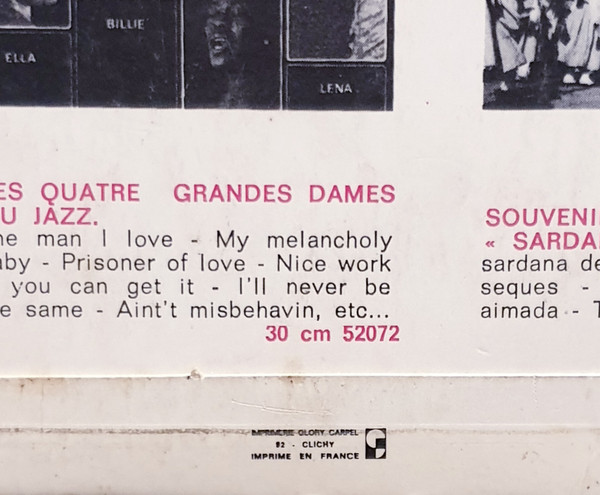 BILLIE
ELLA
LENA
ES QUATRE GRANDES DAMES
U JAZZ.
he man I love - My melancholy
aby - Prisoner of love - Nice work
you can get it - I'll never be
e same - Aint't misbehavin, etc...
30 cm 52072
SOUVENI
« SARDA
sardana de
seques -
aimada - T
IMPRIMERIE GLORY CARPEL
92 - CLICHY
IMPRIME EN FRANCE